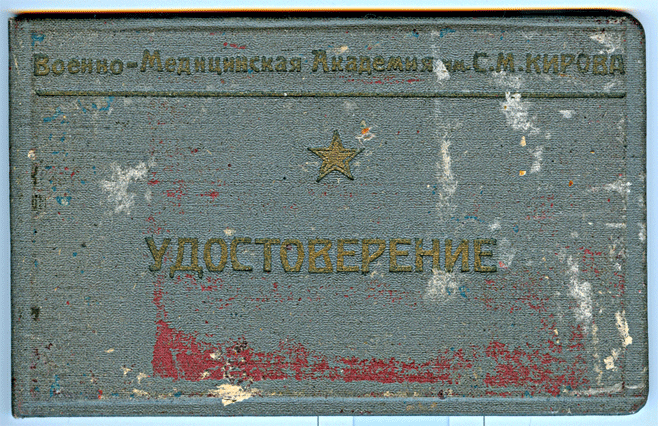 Военно-Медицинская Академия им. С.М.КИРОВА
УДОСТОВЕРЕНИЕ